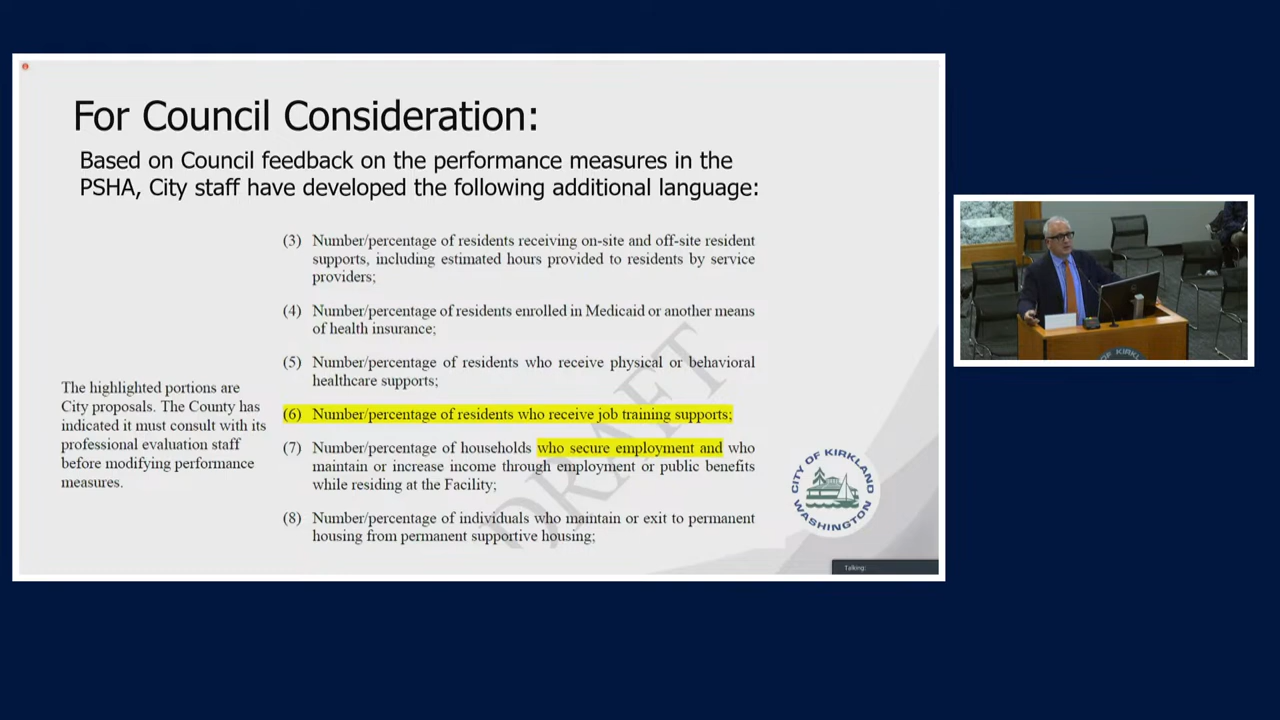 For Council Consideration:
Based on Council feedback on the performance measures in the
PSHA, City staff have developed the following additional language:
(3) Number/percentage of residents receiving on-site and off-site resident
supports, including estimated hours provided to residents by service
providers;
(4) Number/percentage of residents enrolled in Medicaid or another means
of health insurance;
(5) Number/percentage of residents who receive physical or behavioral
healthcare supports;
(6) Number/percentage of residents who receive job training supports;
(7) Number/percentage of households who secure employment and who
maintain or increase income through employment or public benefits
while residing at the Facility;
(8) Number/percentage of individuals who maintain or exit to permanent
housing from permanent supportive housing;
The highlighted portions are
City proposals. The County has
indicated it must consult with its
professional evaluation staff
before modifying performance
measures.
DRAFT
CITY OF KIRKLAND
WASHINGTON
Talking:
OF KIRKL